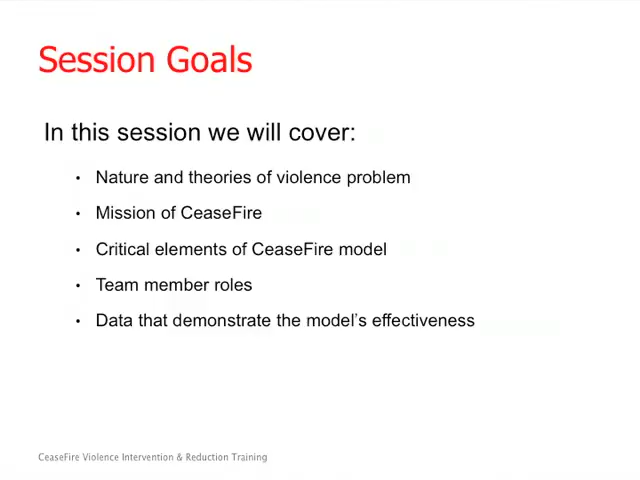 Session Goals
In this session we will cover:
• Nature and theories of violence problem
• Mission of CeaseFire
• Critical elements of CeaseFire model
• Team member roles
• Data that demonstrate the model's effectiveness
CeaseFire Violence Intervention & Reduction Training